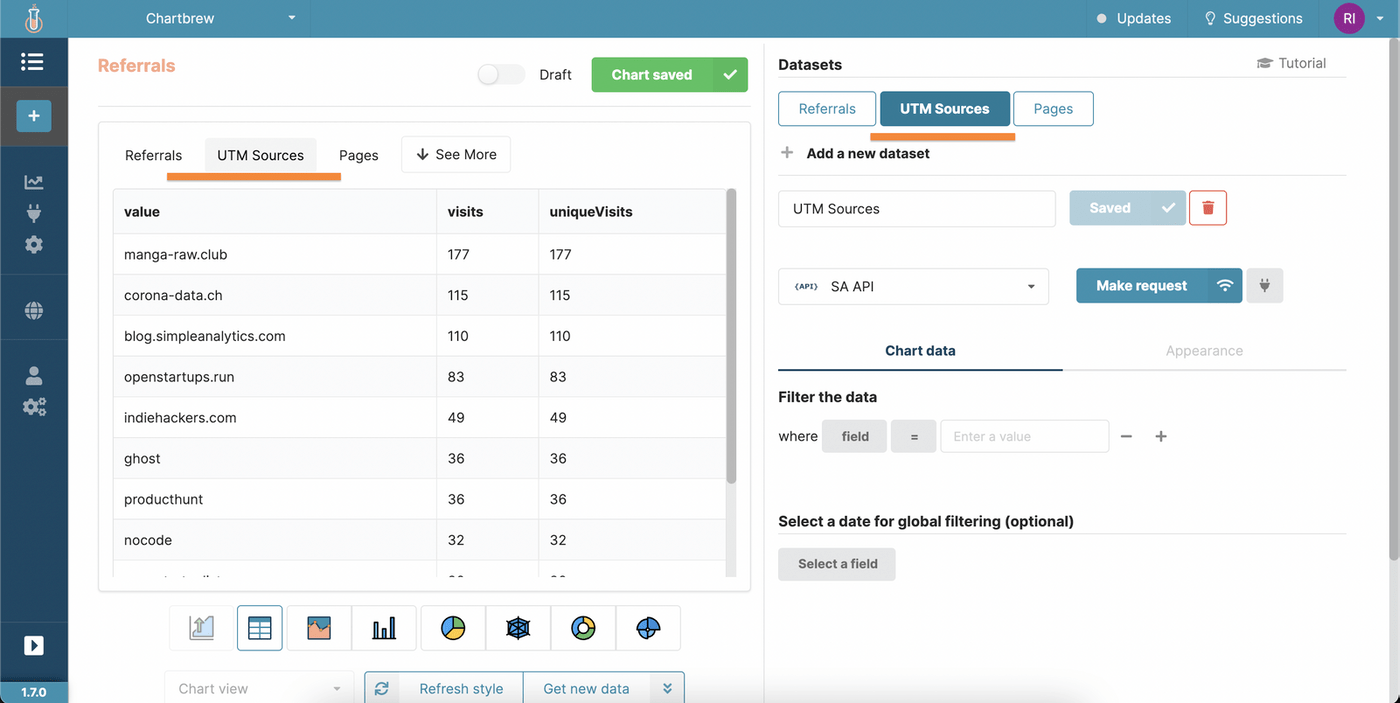 Chartbrew
Updates
Suggestions
RI
Referrals
Draft
Chart saved
Referrals
UTM Sources
Pages
See More
value visits uniqueVisits
manga-raw.club 177 177
corona-data.ch 115 115
blog.simpleanalytics.com 110 110
openstartups.run 83 83
indiehackers.com 49 49
ghost 36 36
producthunt 36 36
nocode 32 32
Chart view
Refresh style
Get new data
1.7.0
Datasets
Tutorial
Referrals
UTM Sources
Pages
Add a new dataset
UTM Sources
Saved
{API} SA API
Make request
Chart data
Appearance
Filter the data
where field = Enter a value
Select a date for global filtering (optional)
Select a field